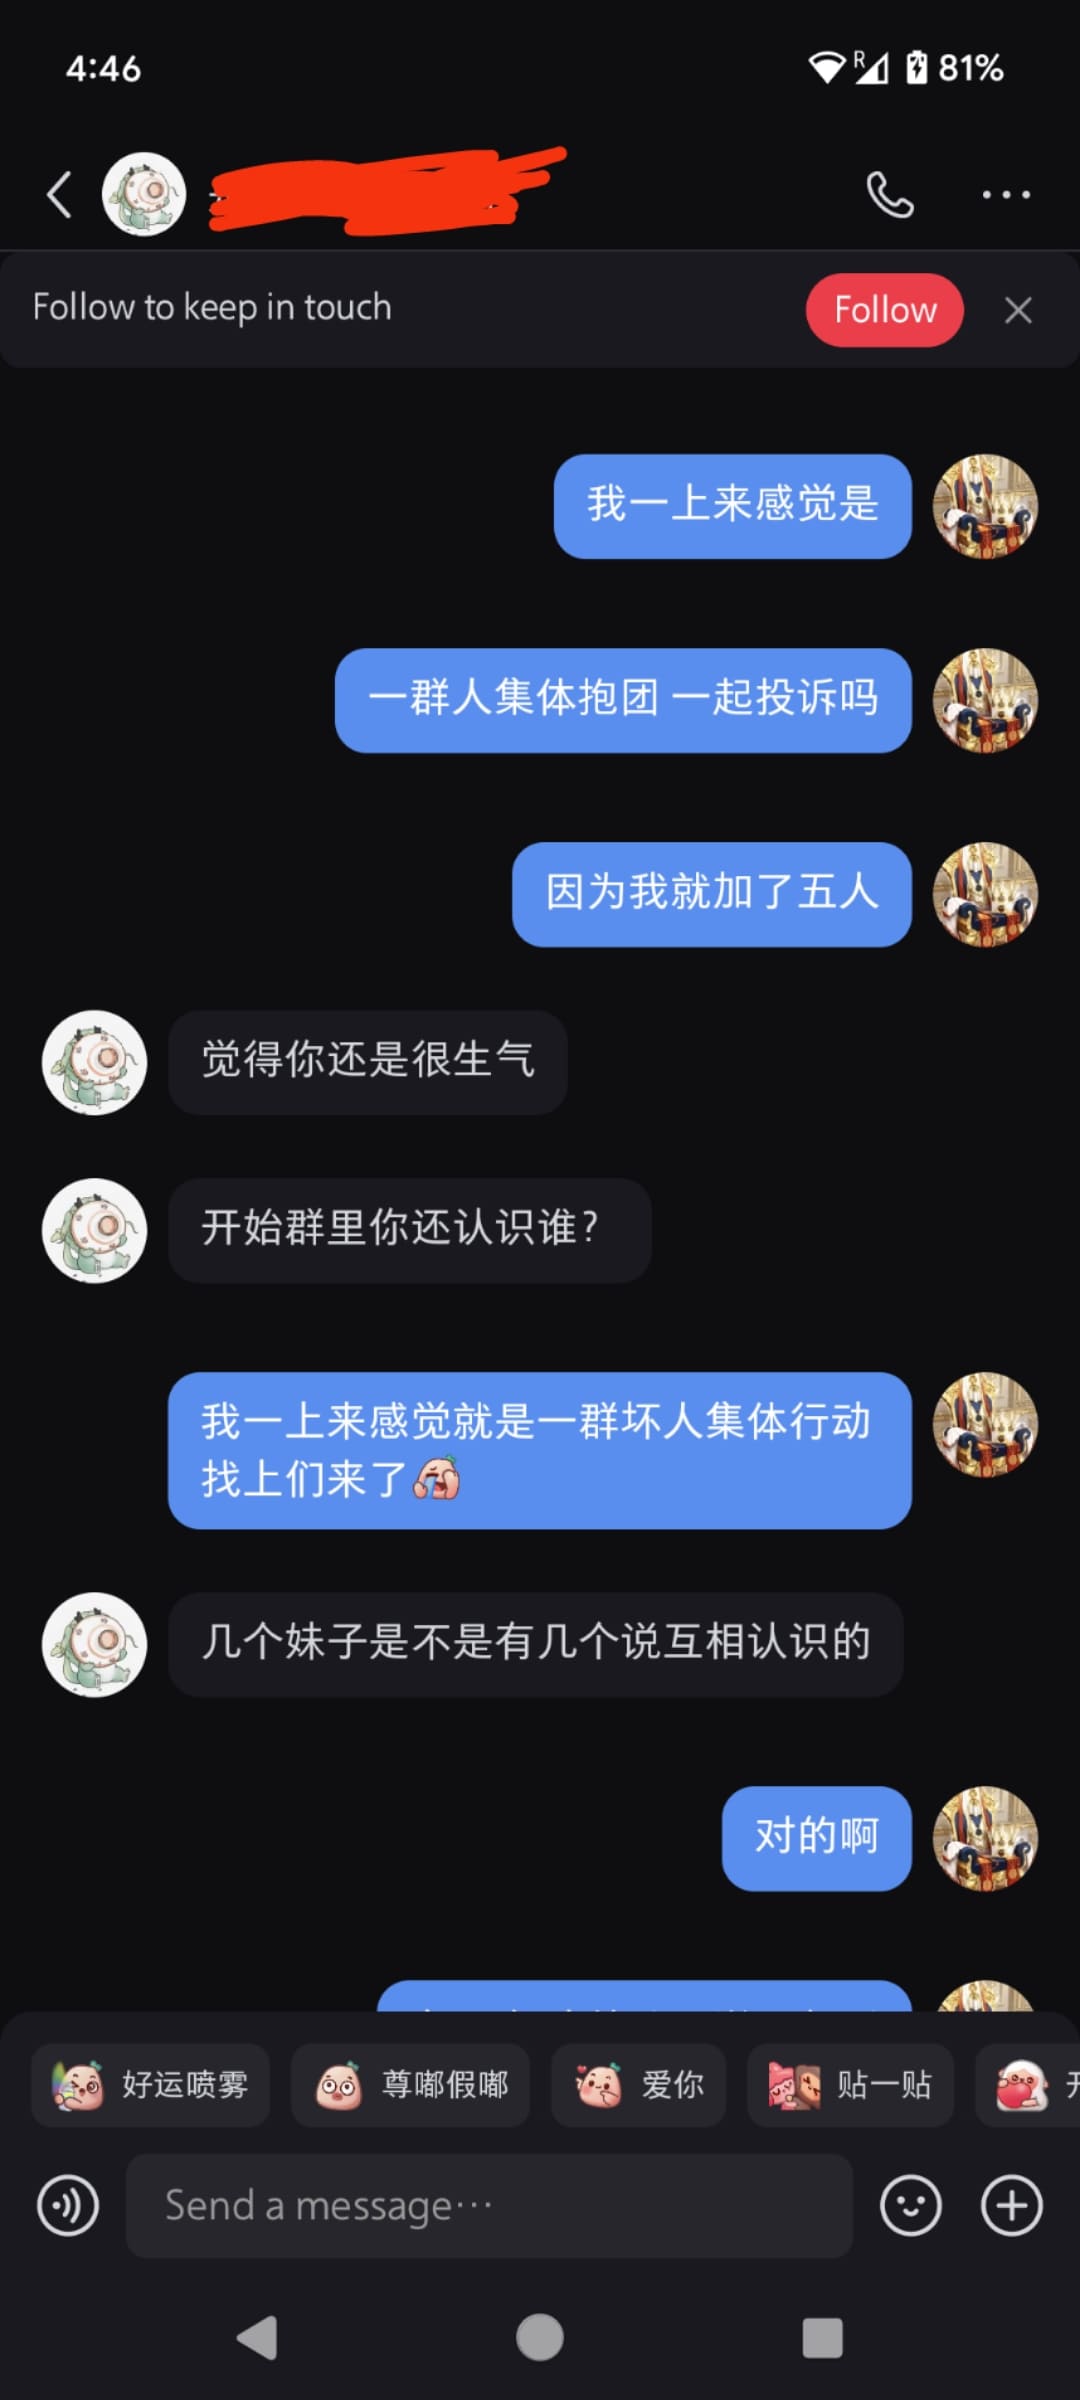 4:46
R
81%
Follow to keep in touch
Follow
我一上来感觉是
一群人集体抱团 一起投诉吗
因为我就加了五人
觉得你还是很生气
开始群里你还认识谁?
我一上来感觉就是一群坏人集体行动
找上们来了
几个妹子是不是有几个说互相认识的
对的啊
好运喷雾
尊嘟假嘟
爱你
贴一贴
Send a message…